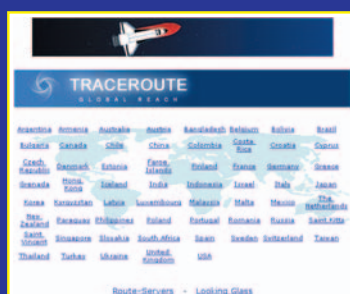 TRACEROUTE
GLOBAL REACH
Argentina Armenia Australia Austria Bangladesh Belgium Bolivia Brazil
Bulgaria Canada Chile China Colombia Costa Rica Croatia Cyprus
Czech Republic Denmark Estonia Faroe Islands Finland France Germany Greece
Grenada Hong Kong Iceland India Indonesia Israel Italy Japan
Korea Kyrgyzstan Latvia Luxembourg Malaysia Malta Mexico The Netherlands
New Zealand Paraguay Philippines Poland Portugal Romania Russia Saint Kitts
Saint Vincent Singapore Slovakia South Africa Spain Sweden Switzerland Taiwan
Thailand Turkey Ukraine United Kingdom USA
Route-Servers - Looking Glass